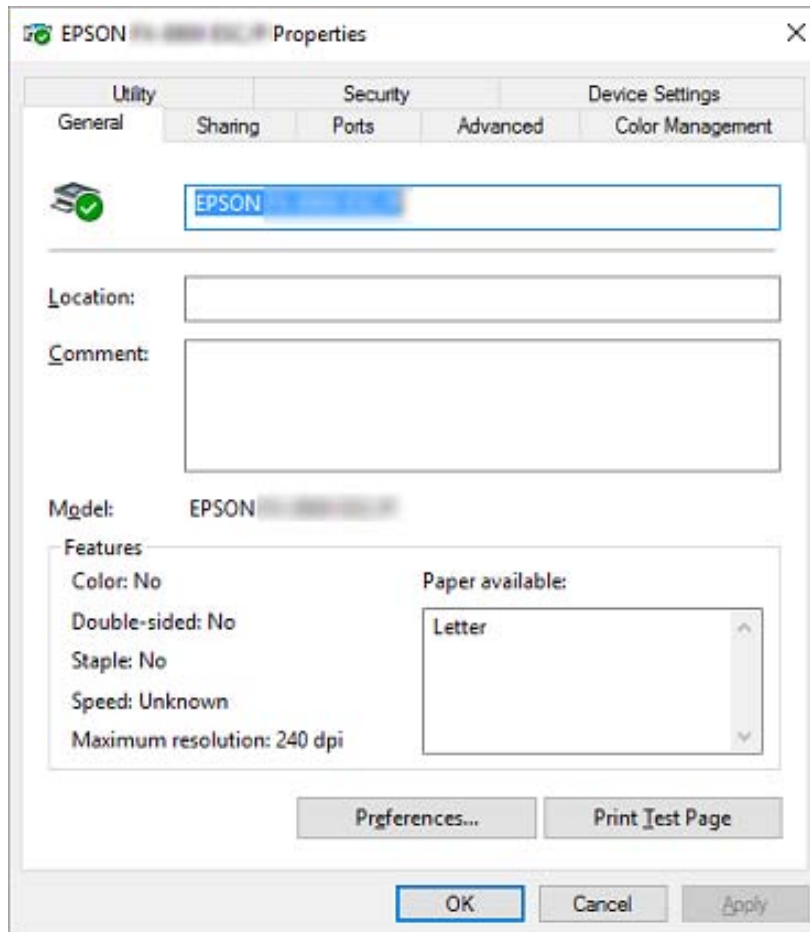 EPSON Properties
Utility Security Device Settings
General Sharing Ports Advanced Color Management
EPSON
Location:
Comment:
Model: EPSON
Features
Color: No Paper available:
Double-sided: No Letter
Staple: No
Speed: Unknown
Maximum resolution: 240 dpi
Preferences... Print Test Page
OK Cancel Apply